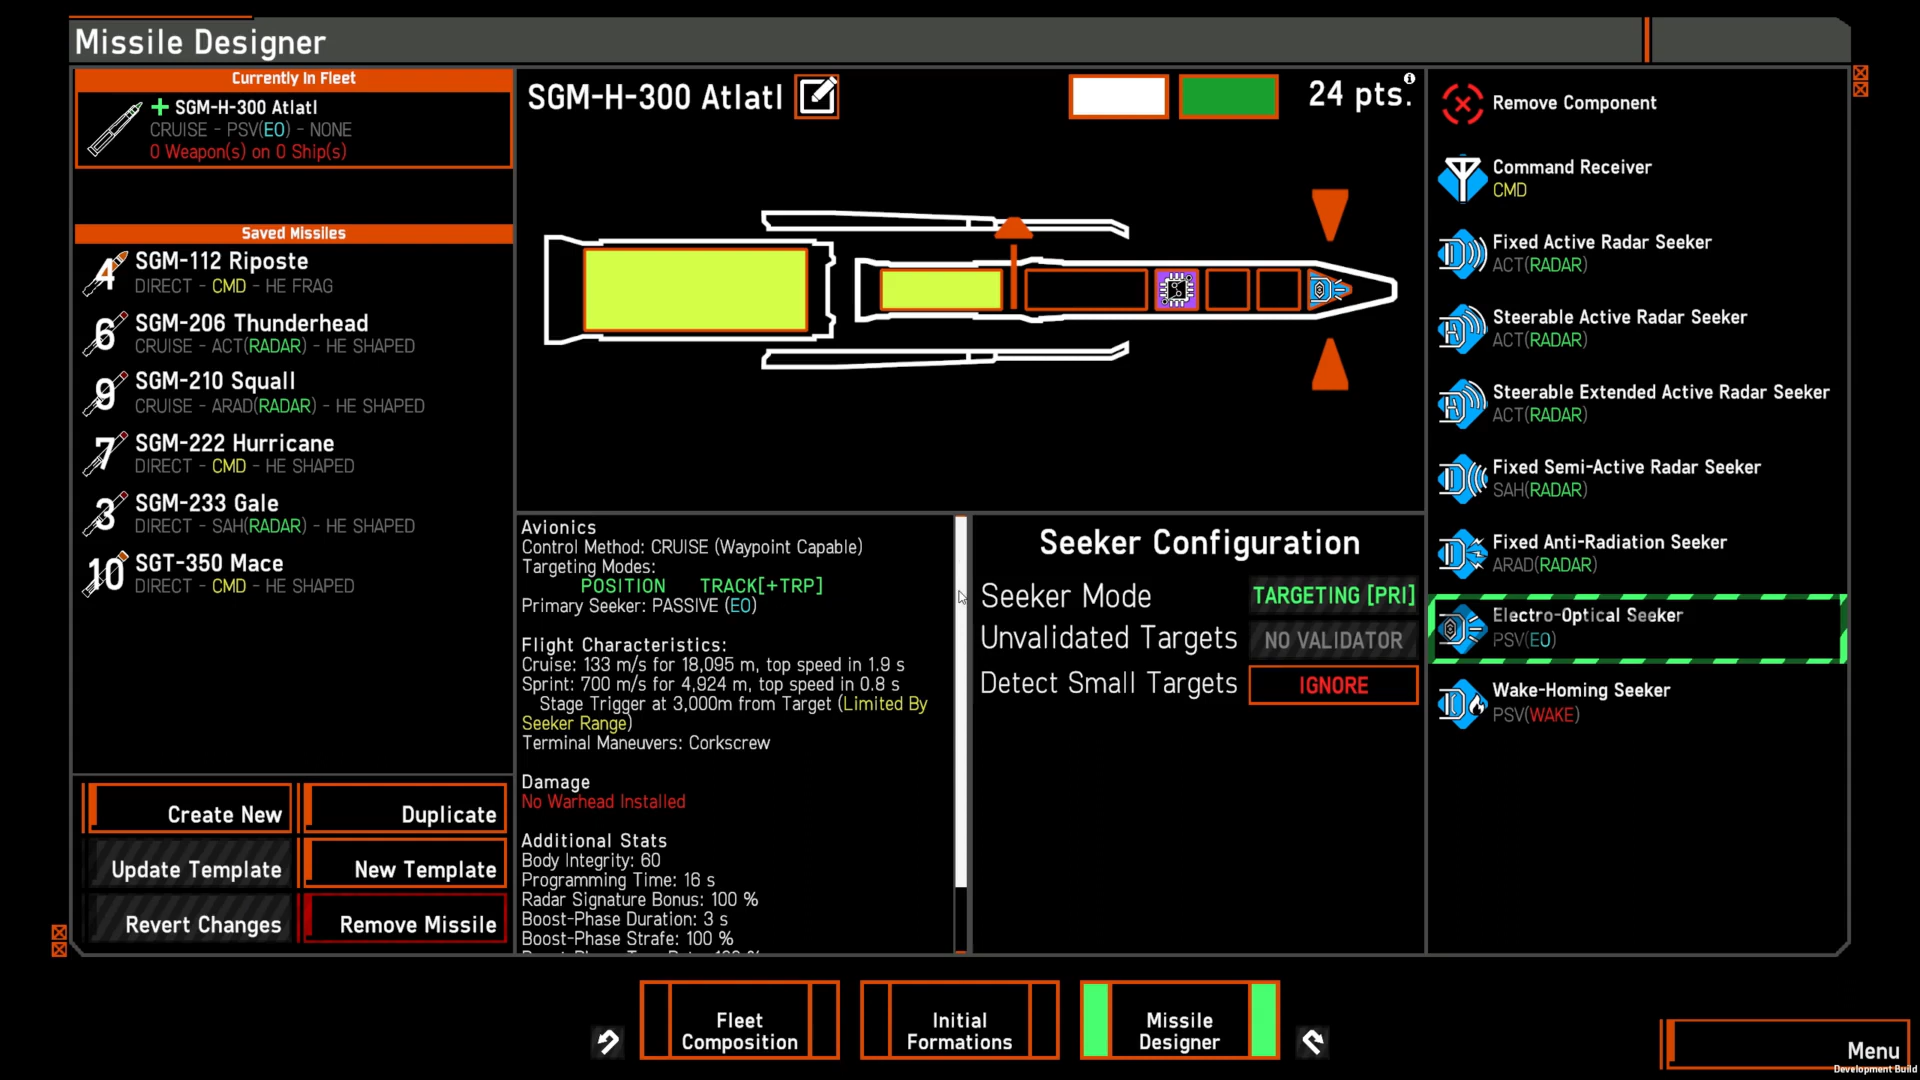 Missile Designer
Currently In Fleet
SGM-H-300 Atlatl
CRUISE - PSV(EO) - NONE
0 Weapon(s) on 0 Ship(s)
Saved Missiles
4
SGM-112 Riposte
DIRECT - CMD - HE FRAG
6
SGM-206 Thunderhead
CRUISE - ACT(RADAR) - HE SHAPED
9
SGM-210 Squall
CRUISE - ARAD(RADAR) - HE SHAPED
7
SGM-222 Hurricane
DIRECT - CMD - HE SHAPED
3
SGM-233 Gale
DIRECT - SAH(RADAR) - HE SHAPED
10
SGT-350 Mace
DIRECT - CMD - HE SHAPED
Create New
Duplicate
Update Template
New Template
Revert Changes
Remove Missile
SGM-H-300 Atlatl
24 pts.
Avionics
Control Method: CRUISE (Waypoint Capable)
Targeting Modes:
POSITION TRACK[+TRP]
Primary Seeker: PASSIVE (EO)
Flight Characteristics:
Cruise: 133 m/s for 18,095 m, top speed in 1.9 s
Sprint: 700 m/s for 4,924 m, top speed in 0.8 s
Stage Trigger at 3,000m from Target (Limited By
Seeker Range)
Terminal Maneuvers: Corkscrew
Damage
No Warhead Installed
Additional Stats
Body Integrity: 60
Programming Time: 16 s
Radar Signature Bonus: 100 %
Boost-Phase Duration: 3 s
Boost-Phase Strafe: 100 %
Seeker Configuration
Seeker Mode
TARGETING [PRI]
Unvalidated Targets
NO VALIDATOR
Detect Small Targets
IGNORE
Remove Component
Command Receiver
CMD
Fixed Active Radar Seeker
ACT(RADAR)
Steerable Active Radar Seeker
ACT(RADAR)
Steerable Extended Active Radar Seeker
ACT(RADAR)
Fixed Semi-Active Radar Seeker
SAH(RADAR)
Fixed Anti-Radiation Seeker
ARAD(RADAR)
Electro-Optical Seeker
PSV(EO)
Wake-Homing Seeker
PSV(WAKE)
Fleet
Composition
Initial
Formations
Missile
Designer
Menu
Development Build